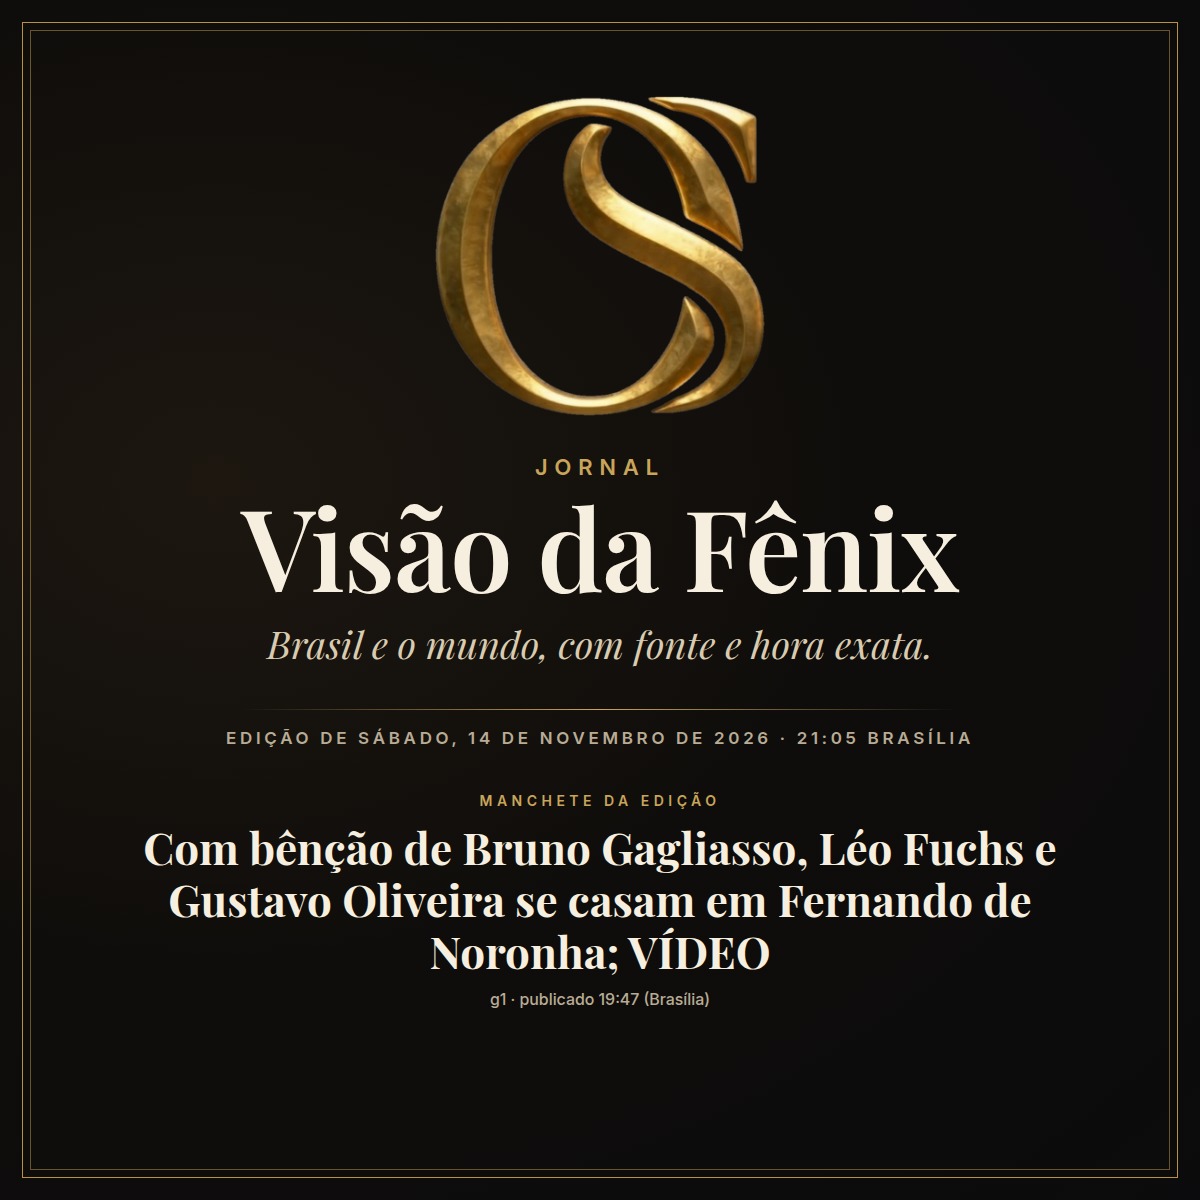 CS
JORNAL
Visão da Fênix
Brasil e o mundo, com fonte e hora exata.
EDIÇÃO DE SÁBADO, 14 DE NOVEMBRO DE 2026 · 21:05 BRASÍLIA
MANCHETE DA EDIÇÃO
Com bênção de Bruno Gagliasso, Léo Fuchs e
Gustavo Oliveira se casam em Fernando de
Noronha; VÍDEO
g1 · publicado 19:47 (Brasília)